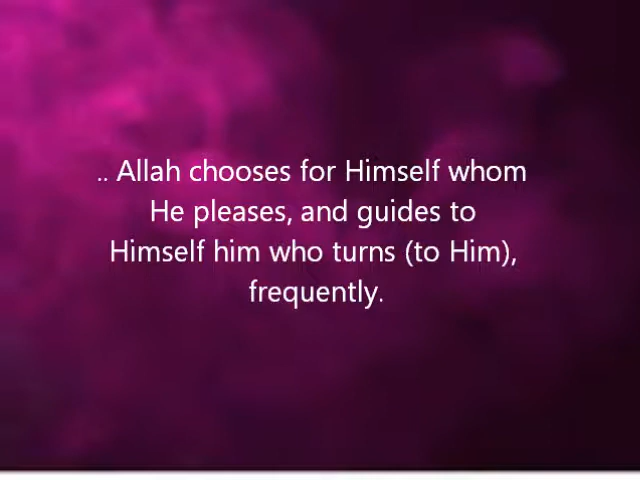 .. Allah chooses for Himself whom
He pleases, and guides to
Himself him who turns (to Him),
frequently.